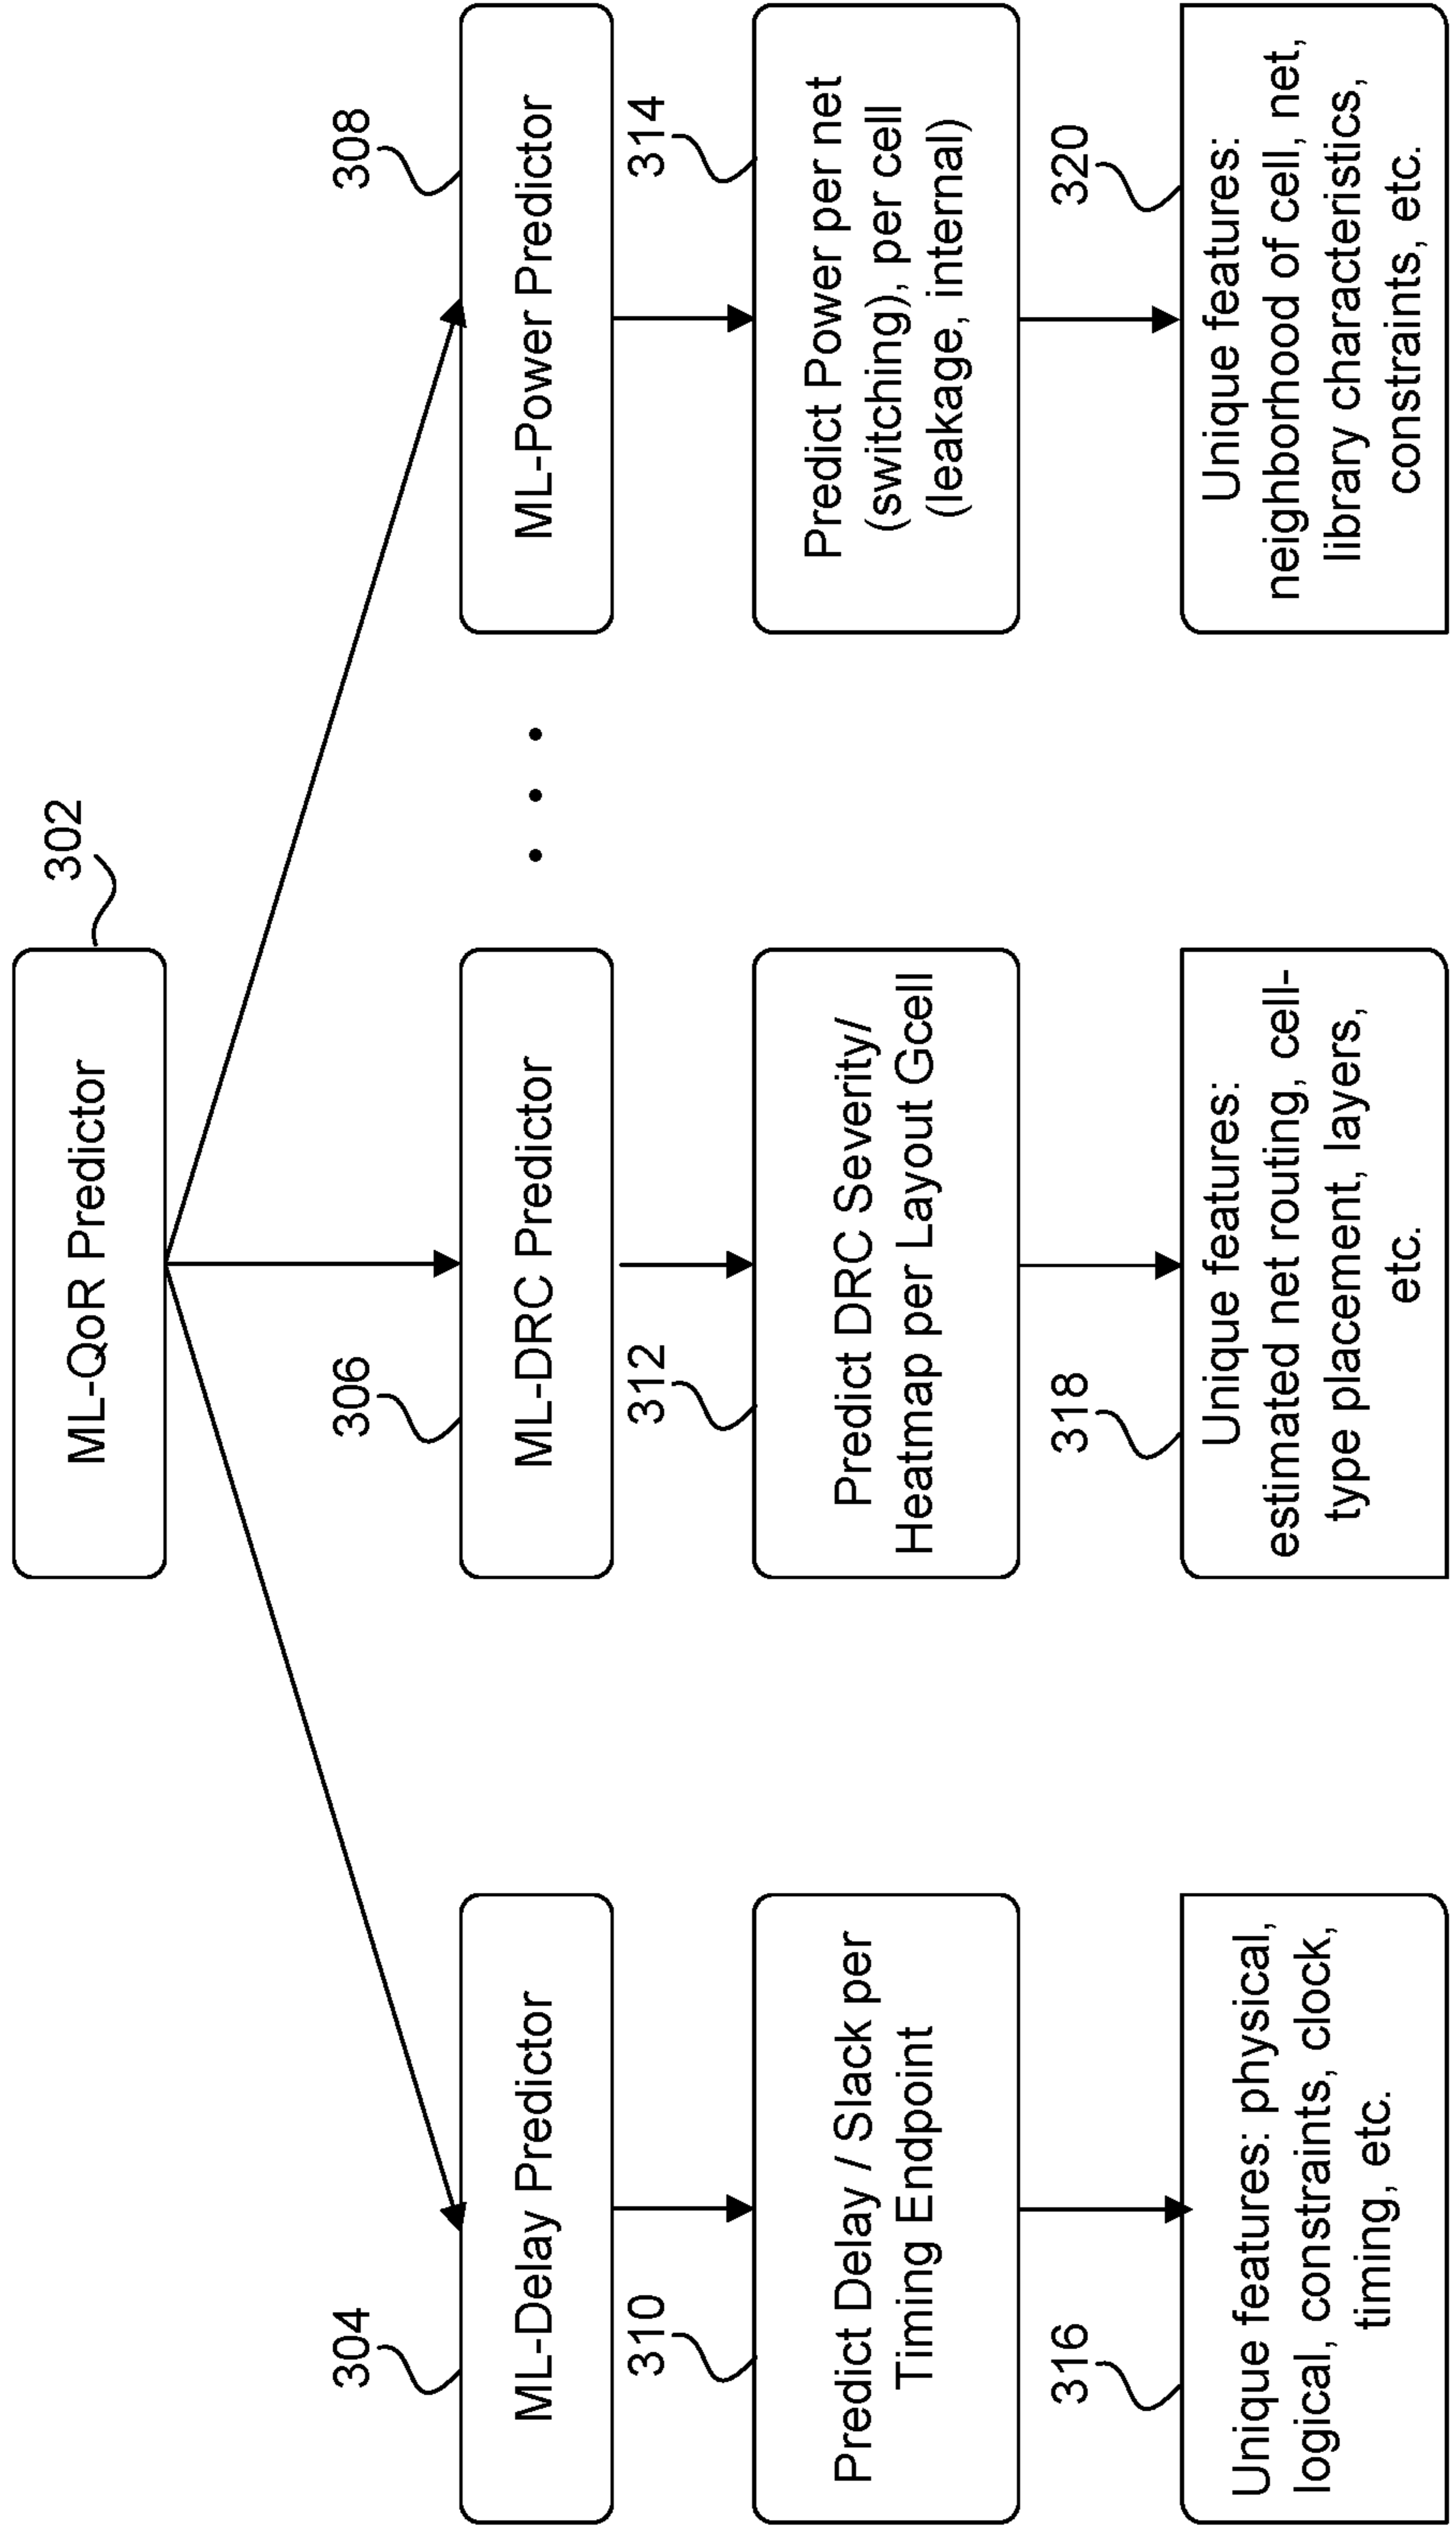 ML-QoR Predictor
302
304
ML-Delay Predictor
306
ML-DRC Predictor
308
ML-Power Predictor
• • •
310
Predict Delay / Slack per
Timing Endpoint
312
Predict DRC Severity/
Heatmap per Layout Gcell
314
Predict Power per net
(switching), per cell
(leakage, internal)
316
Unique features: physical,
logical, constraints, clock,
timing, etc.
318
Unique features:
estimated net routing, cell-
type placement, layers,
etc.
320
Unique features:
neighborhood of cell, net,
library characteristics,
constraints, etc.